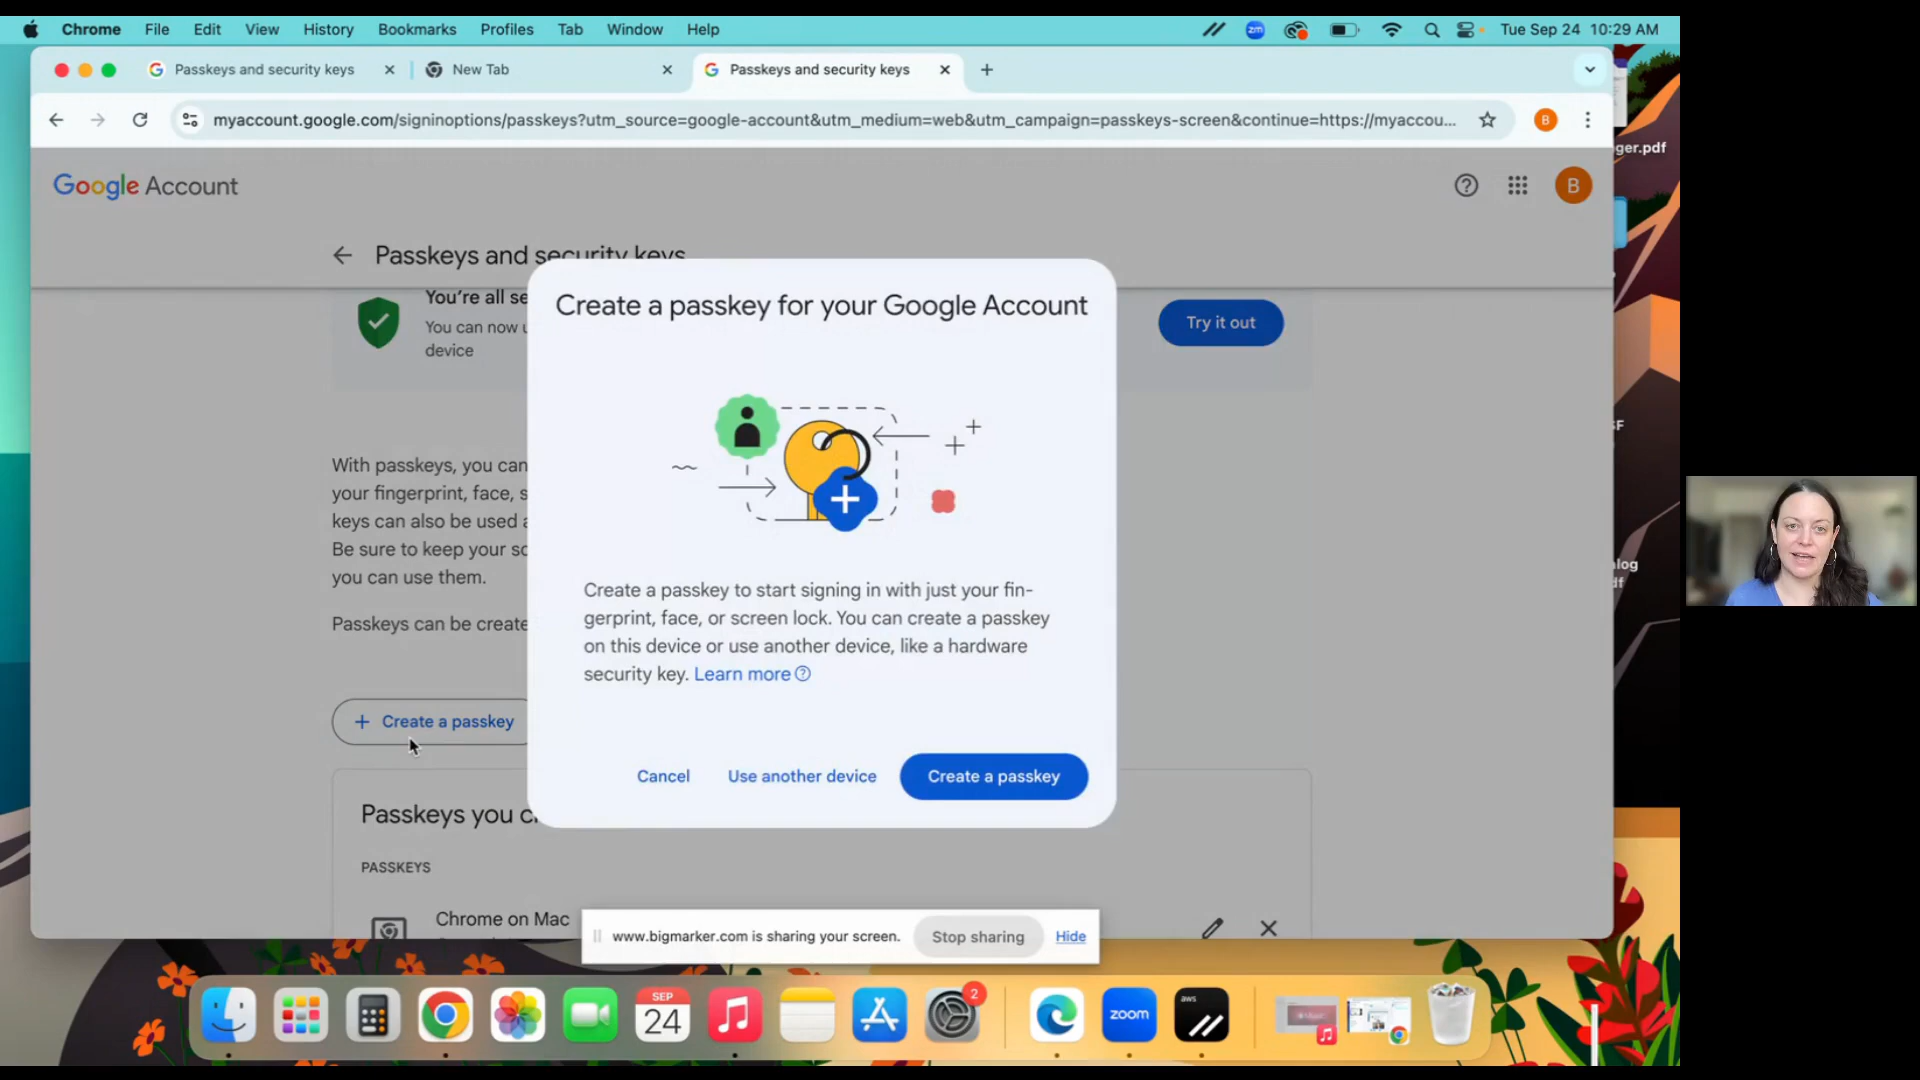 Chrome File Edit View History Bookmarks Profiles Tab Window Help
zm
Tue Sep 24 10:29 AM
Passkeys and security keys
New Tab
Passkeys and security keys
myaccount.google.com/signinoptions/passkeys?utm_source=google-account&utm_medium=web&utm_campaign=passkeys-screen&continue=https://myaccou...
B
ger.pdf
Google Account
B
Passkeys and security keys
You're all se
You can now u
device
Try it out
Create a passkey for your Google Account
With passkeys, you can
your fingerprint, face, s
keys can also be used a
Be sure to keep your sc
you can use them.
Passkeys can be create
Create a passkey to start signing in with just your fin-
gerprint, face, or screen lock. You can create a passkey
on this device or use another device, like a hardware
security key. Learn more
+ Create a passkey
Cancel
Use another device
Create a passkey
Passkeys you c
PASSKEYS
Chrome on Mac
www.bigmarker.com is sharing your screen.
Stop sharing
Hide
SEP
24
2
zoom
aws